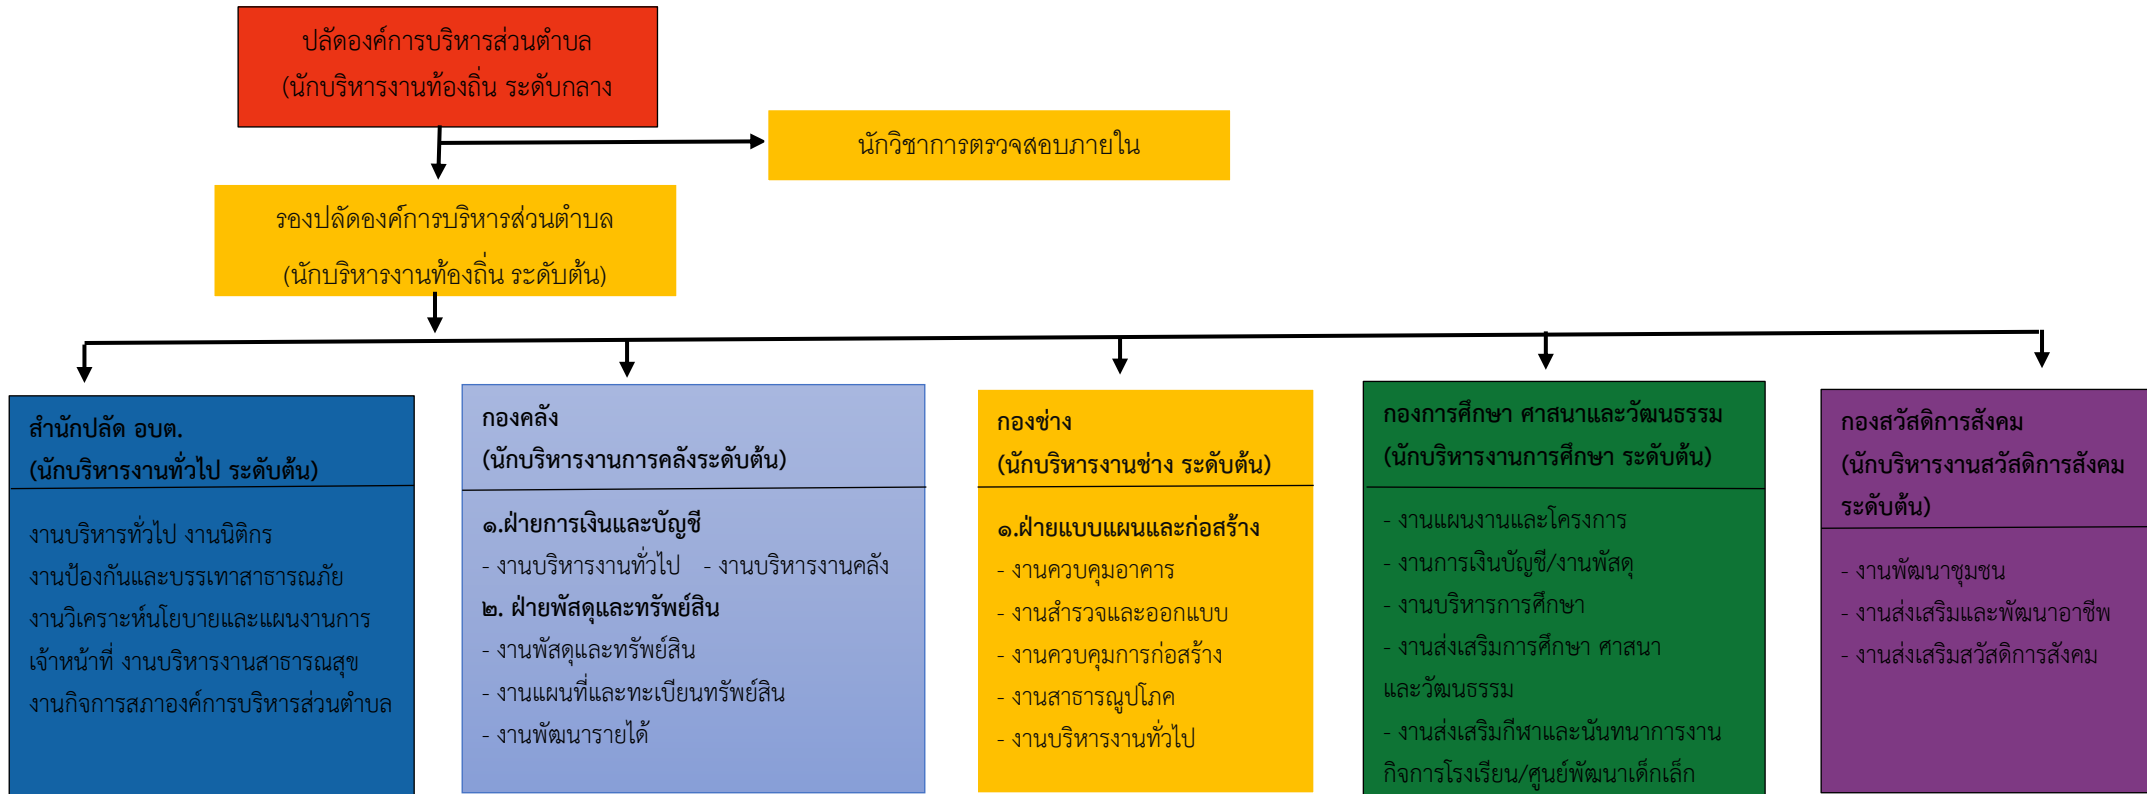 ปลัดองค์การบริหารส่วนตำบล
(นักบริหารงานท้องถิ่น ระดับกลาง
นักวิชาการตรวจสอบภายใน
รองปลัดองค์การบริหารส่วนตำบล
(นักบริหารงานท้องถิ่น ระดับต้น)
สำนักปลัด อบต.
(นักบริหารงานทั่วไป ระดับต้น)
งานบริหารทั่วไป งานนิติกร
งานป้องกันและบรรเทาสาธารณภัย
งานวิเคราะห์นโยบายและแผนงานการ
เจ้าหน้าที่ งานบริหารงานสาธารณสุข
งานกิจการสภาองค์การบริหารส่วนตำบล
กองคลัง
(นักบริหารงานการคลังระดับต้น)
๑.ฝ่ายการเงินและบัญชี
- งานบริหารงานทั่วไป - งานบริหารงานคลัง
๒. ฝ่ายพัสดุและทรัพย์สิน
- งานพัสดุและทรัพย์สิน
- งานแผนที่และทะเบียนทรัพย์สิน
- งานพัฒนารายได้
กองช่าง
(นักบริหารงานช่าง ระดับต้น)
๑.ฝ่ายแบบแผนและก่อสร้าง
- งานควบคุมอาคาร
- งานสำรวจและออกแบบ
- งานควบคุมการก่อสร้าง
- งานสาธารณูปโภค
- งานบริหารงานทั่วไป
กองการศึกษา ศาสนาและวัฒนธรรม
(นักบริหารงานการศึกษา ระดับต้น)
- งานแผนงานและโครงการ
- งานการเงินบัญชี/งานพัสดุ
- งานบริหารการศึกษา
- งานส่งเสริมการศึกษา ศาสนา
และวัฒนธรรม
- งานส่งเสริมกีฬาและนันทนาการงาน
กิจการโรงเรียน/ศูนย์พัฒนาเด็กเล็ก
กองสวัสดิการสังคม
(นักบริหารงานสวัสดิการสังคม
ระดับต้น)
- งานพัฒนาชุมชน
- งานส่งเสริมและพัฒนาอาชีพ
- งานส่งเสริมสวัสดิการสังคม